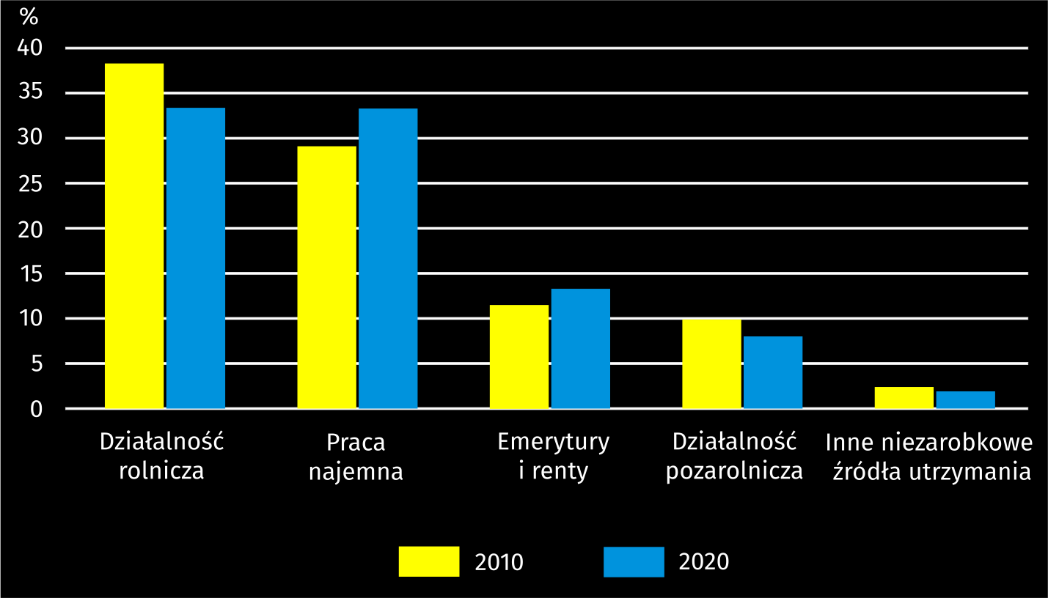 %
40
35
30
25
20
15
10
5
0
Działalność
rolnicza
Praca
najemna
Emerytury
i renty
Działalność
pozarolnicza
Inne niezarobkowe
źródła utrzymania
2010
2020